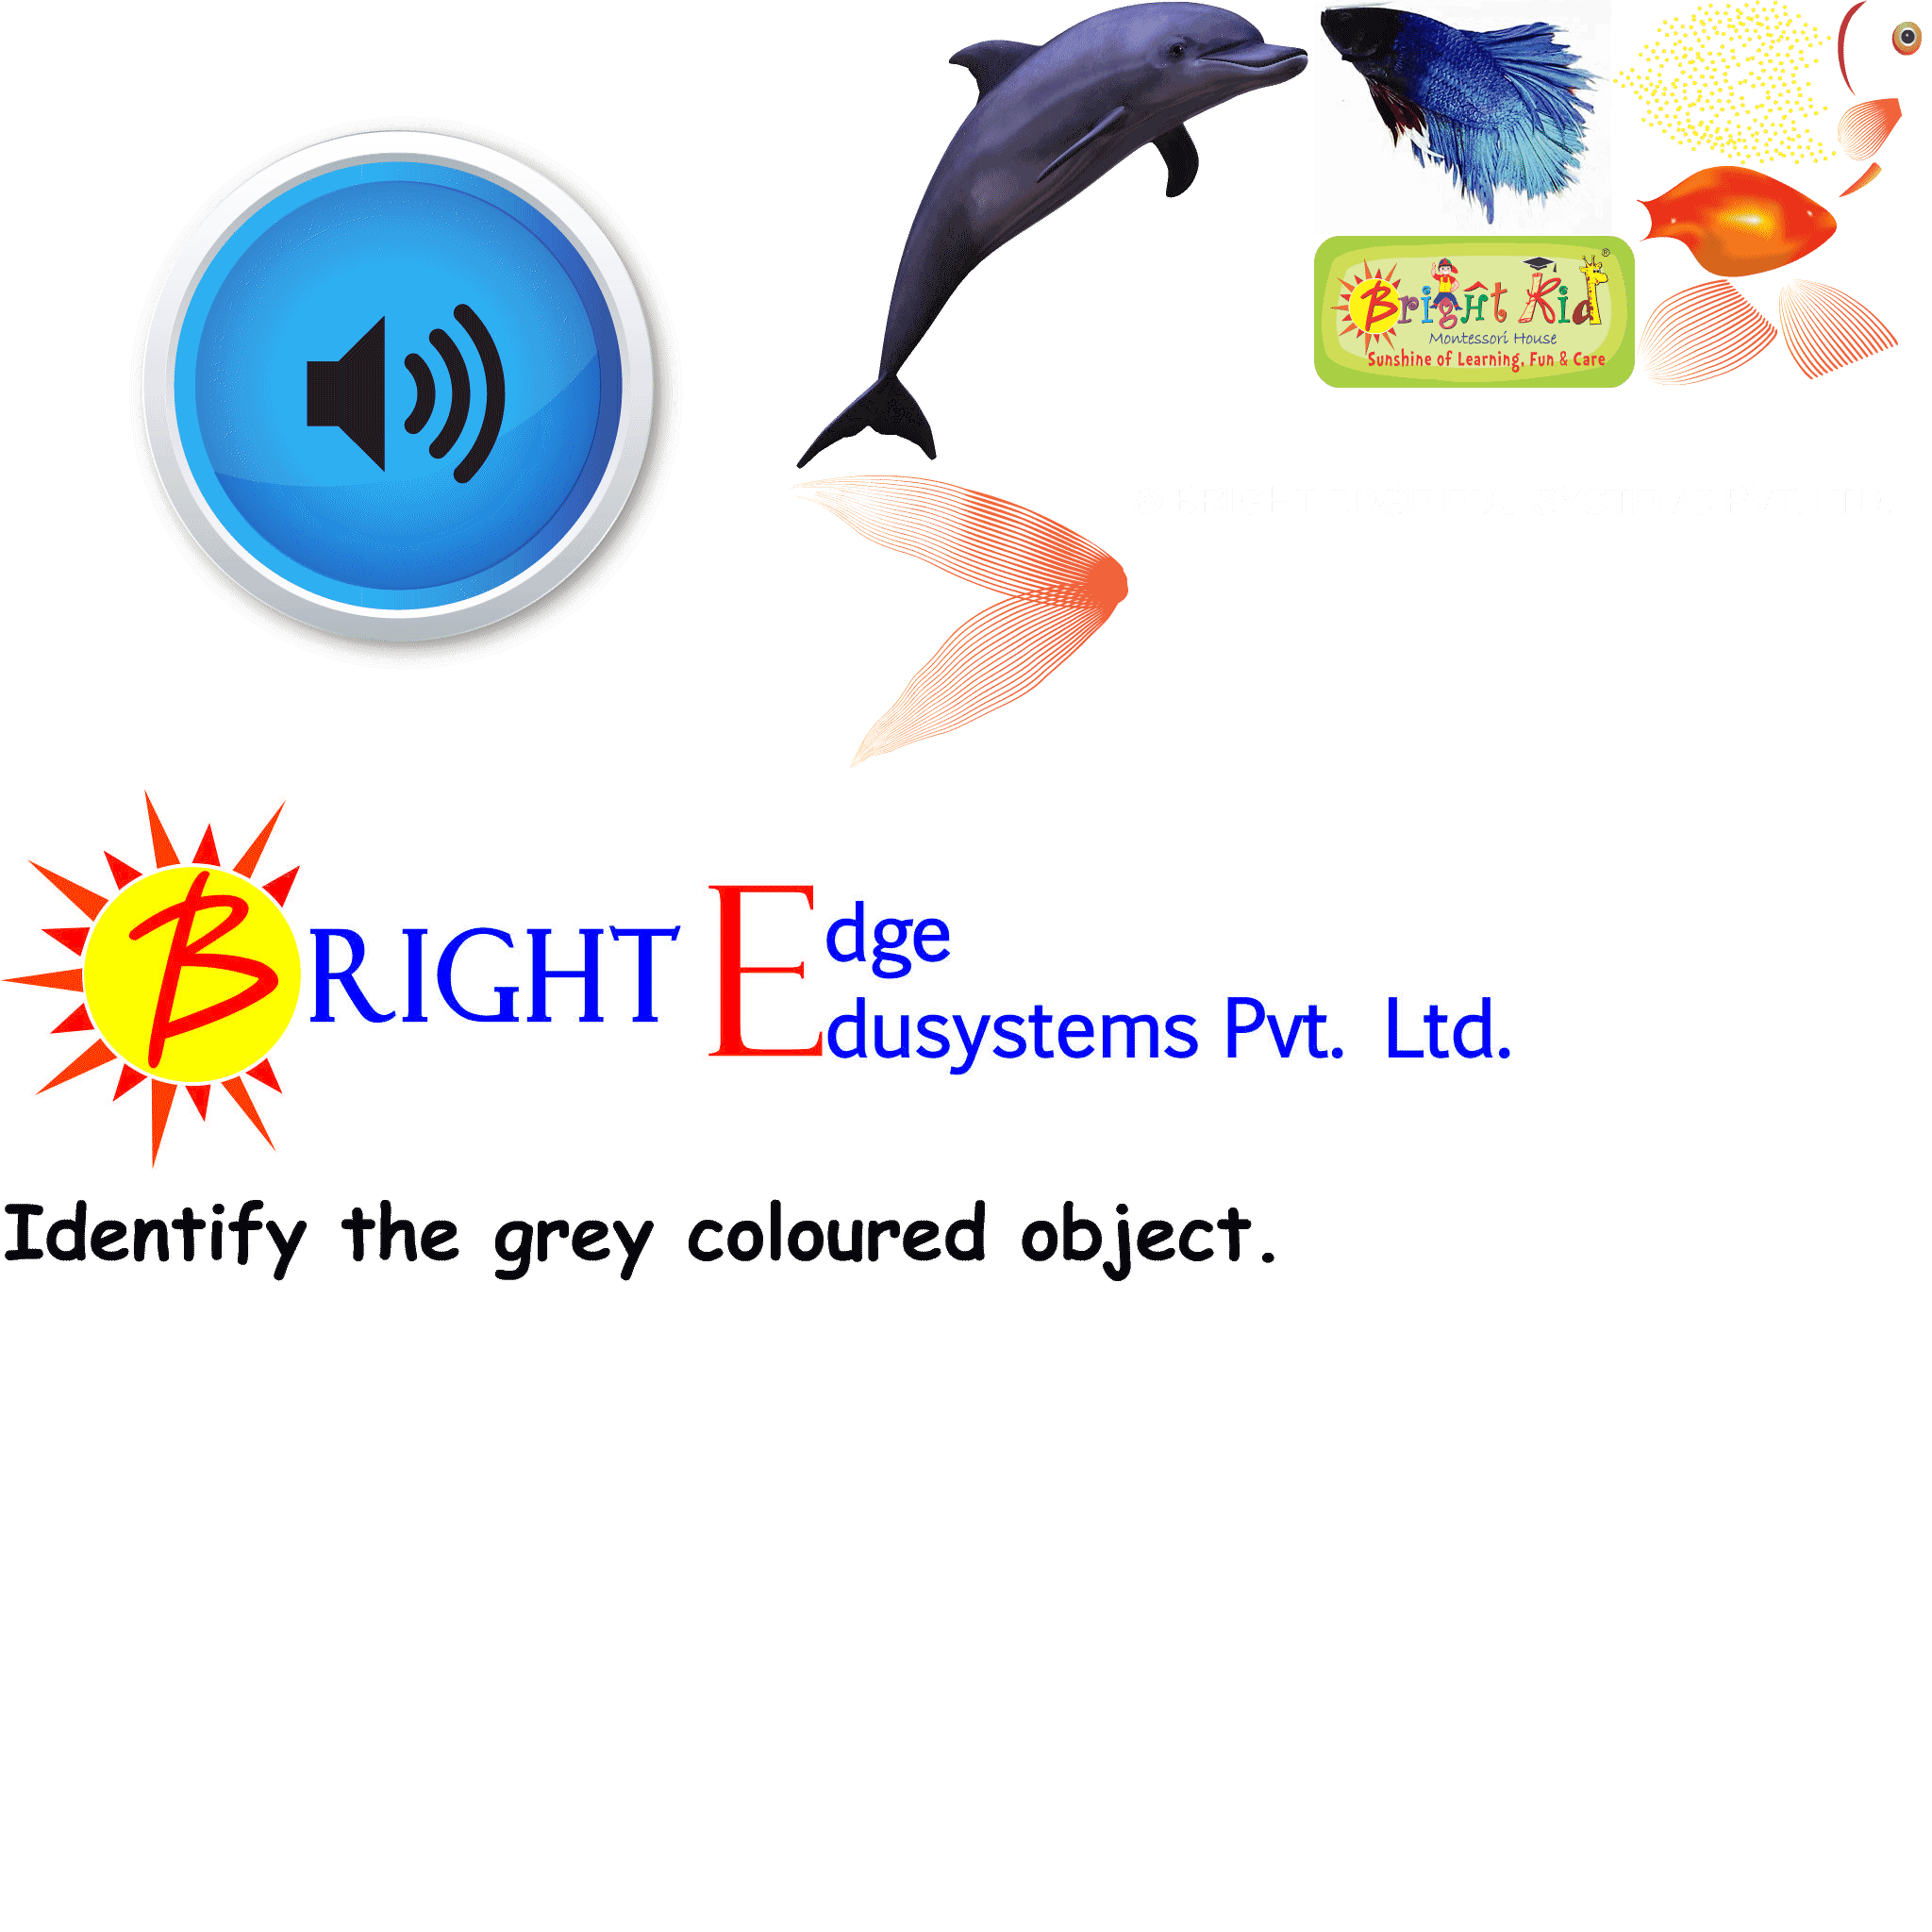 Bright Kid ®
Montessori House
Sunshine of Learning, Fun & Care
BRIGHT Edge
Edusystems Pvt. Ltd.
Identify the grey coloured object.